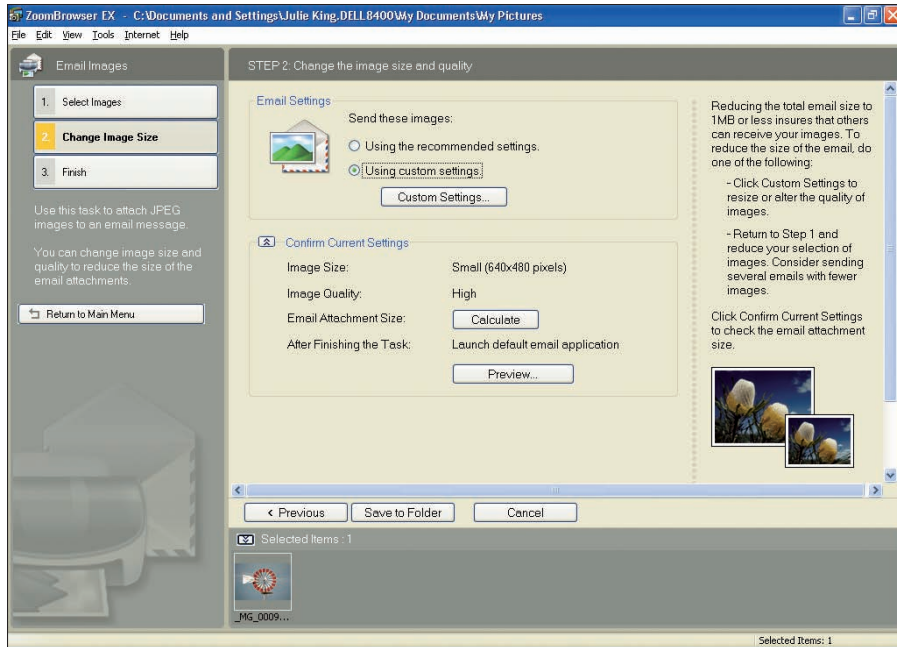 ZoomBrowser EX - C:\Documents and Settings\Julie King.DELL8400\My Documents\My Pictures
File Edit View Tools Internet Help
Email Images
1. Select Images
2. Change Image Size
3. Finish
Use this task to attach JPEG
images to an email message.
You can change image size and
quality to reduce the size of the
email attachments.
Return to Main Menu
STEP 2: Change the image size and quality
Email Settings
Send these images:
Using the recommended settings.
Using custom settings.
Custom Settings...
Confirm Current Settings
Image Size: Small (640x480 pixels)
Image Quality: High
Email Attachment Size: Calculate
After Finishing the Task: Launch default email application
Preview...
Reducing the total email size to
1MB or less insures that others
can receive your images. To
reduce the size of the email, do
one of the following:
- Click Custom Settings to
resize or alter the quality of
images.
- Return to Step 1 and
reduce your selection of
images. Consider sending
several emails with fewer
images.
Click Confirm Current Settings
to check the email attachment
size.
< Previous Save to Folder Cancel
Selected Items : 1
_MG_0009...
Selected Items: 1